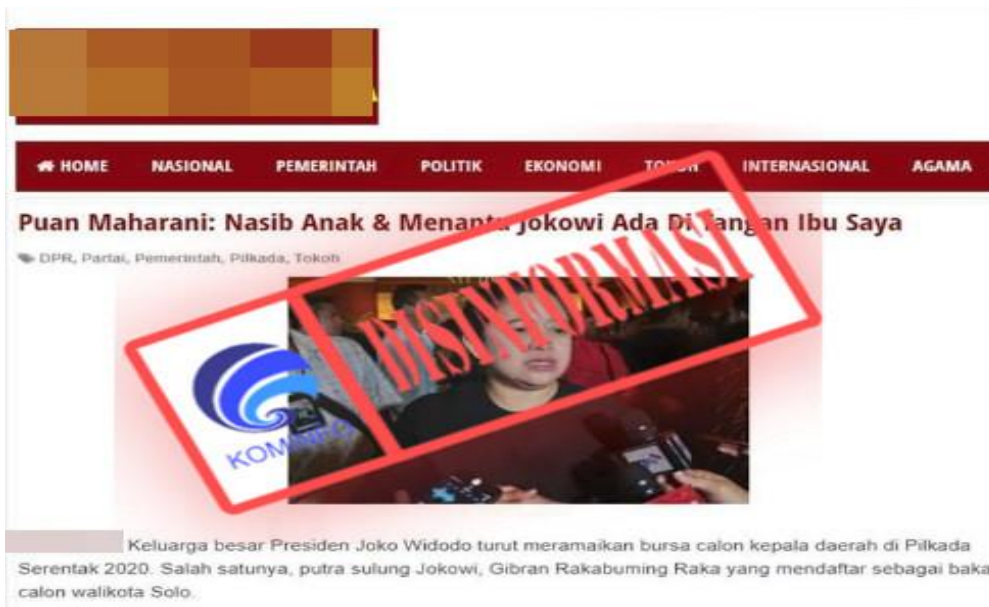 HOME NASIONAL PEMERINTAH POLITIK EKONOMI TOKOH INTERNASIONAL AGAMA
Puan Maharani: Nasib Anak & Menantu Jokowi Ada Di Tangan Ibu Saya
DPR, Partai, Pemerintah, Pilkada, Tokoh
DISINFORMASI
KOMINFO
Keluarga besar Presiden Joko Widodo turut meramaikan bursa calon kepala daerah di Pilkada
Serentak 2020. Salah satunya, putra sulung Jokowi, Gibran Rakabuming Raka yang mendaftar sebagai baka
calon walikota Solo.